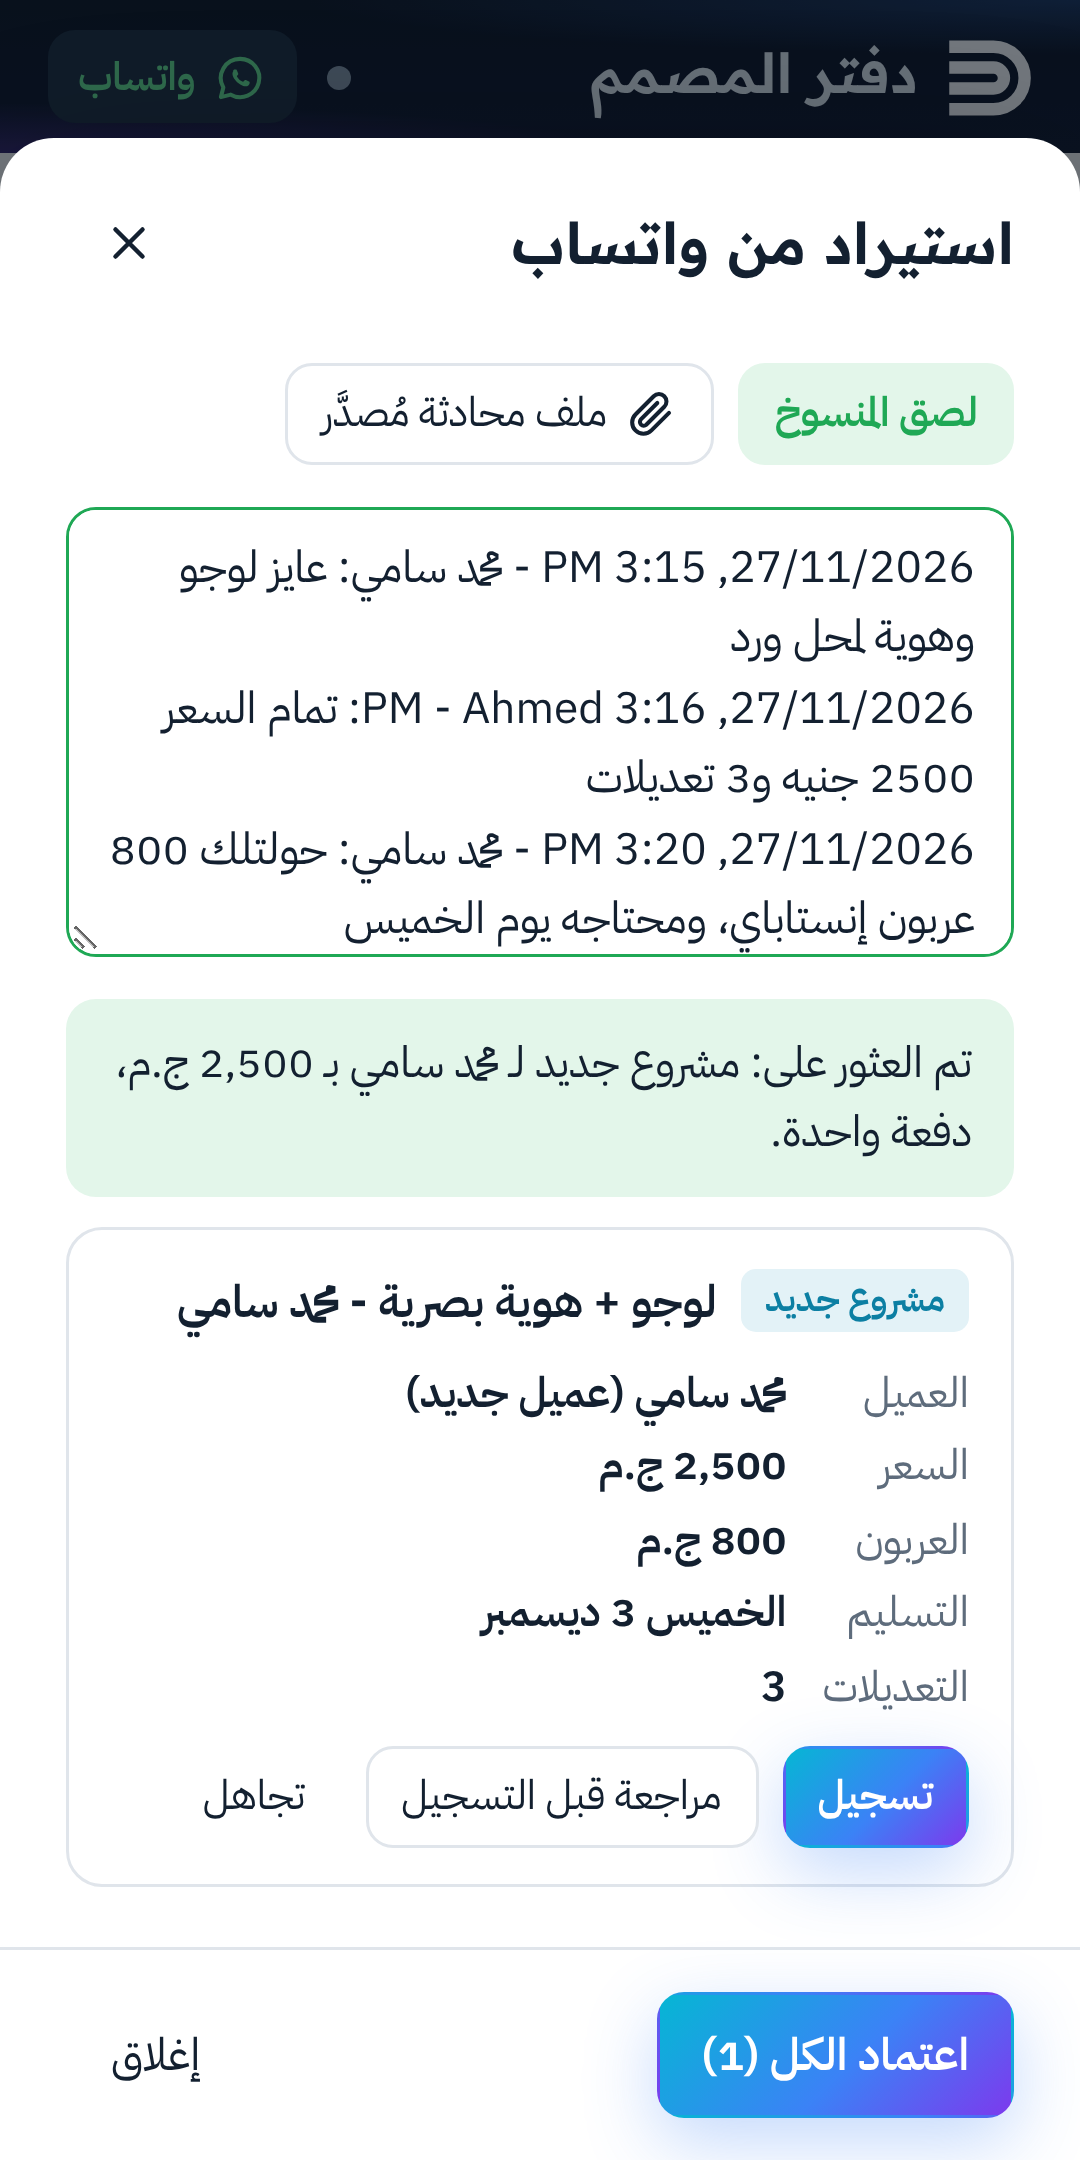 دفتر المصمم
واتساب
استيراد من واتساب
لصق المنسوخ
ملف محادثة مُصدَّر
27/11/2026, 3:15 PM - محمد سامي: عايز لوجو
وهوية لمحل ورد
27/11/2026, 3:16 PM - Ahmed: تمام السعر
2500 جنيه و3 تعديلات
27/11/2026, 3:20 PM - محمد سامي: حولتلك 800
عربون إنستاباي، ومحتاجه يوم الخميس
تم العثور على: مشروع جديد لـ محمد سامي بـ 2,500 ج.م،
دفعة واحدة.
مشروع جديد
لوجو + هوية بصرية - محمد سامي
العميل محمد سامي (عميل جديد)
السعر 2,500 ج.م
العربون 800 ج.م
التسليم الخميس 3 ديسمبر
التعديلات 3
تسجيل
مراجعة قبل التسجيل
تجاهل
اعتماد الكل (1)
إغلاق